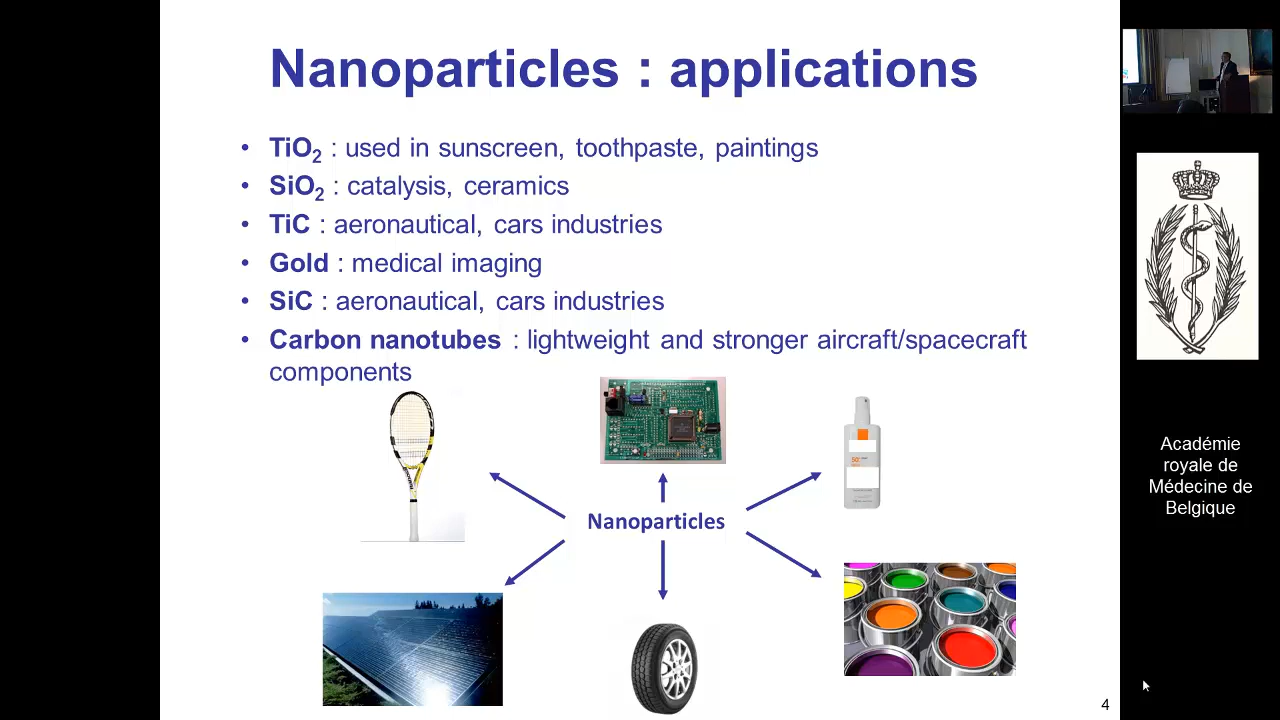 Nanoparticles : applications
• TiO2 : used in sunscreen, toothpaste, paintings
• SiO2 : catalysis, ceramics
• TiC : aeronautical, cars industries
• Gold : medical imaging
• SiC : aeronautical, cars industries
• Carbon nanotubes : lightweight and stronger aircraft/spacecraft
components
Nanoparticles
4
Académie
royale de
Médecine de
Belgique